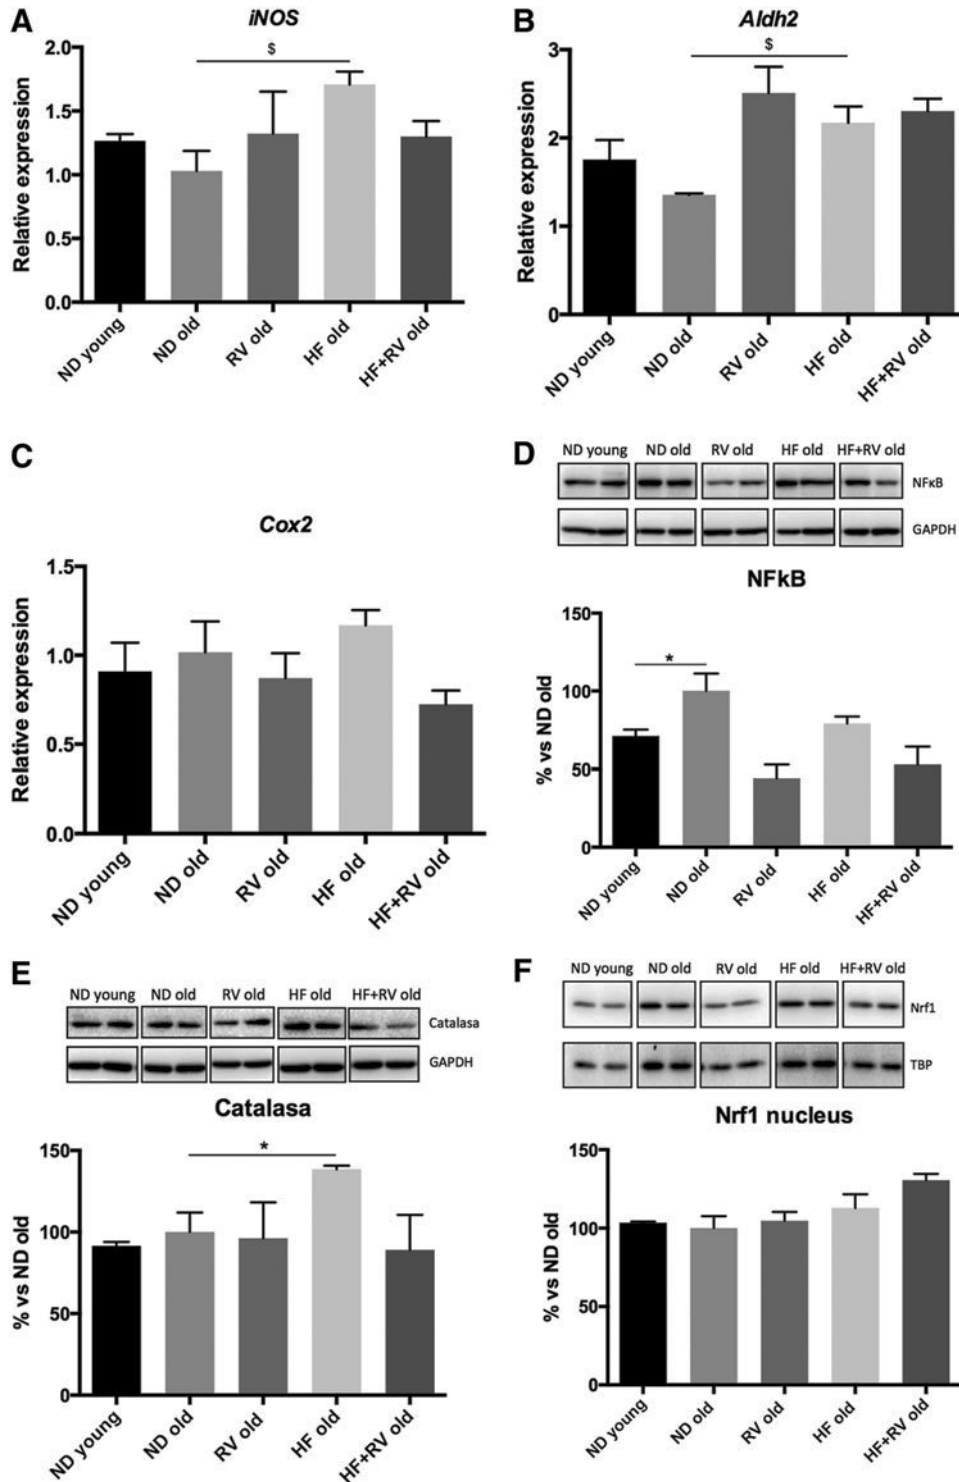 A
iNOS
Relative expression
2.0
1.5
1.0
0.5
0.0
$
ND young
ND old
RV old
HF old
HF+RV old
B
Aldh2
Relative expression
3
2
1
0
$
ND young
ND old
RV old
HF old
HF+RV old
C
Cox2
Relative expression
1.5
1.0
0.5
0.0
ND young
ND old
RV old
HF old
HF+RV old
D
ND young ND old RV old HF old HF+RV old
NFκB
GAPDH
NFkB
% vs ND old
150
100
50
0
*
ND young
ND old
RV old
HF old
HF+RV old
E
ND young ND old RV old HF old HF+RV old
Catalasa
GAPDH
Catalasa
% vs ND old
150
100
50
0
*
ND young
ND old
RV old
HF old
HF+RV old
F
ND young ND old RV old HF old HF+RV old
Nrf1
TBP
Nrf1 nucleus
% vs ND old
150
100
50
0
ND young
ND old
RV old
HF old
HF+RV old